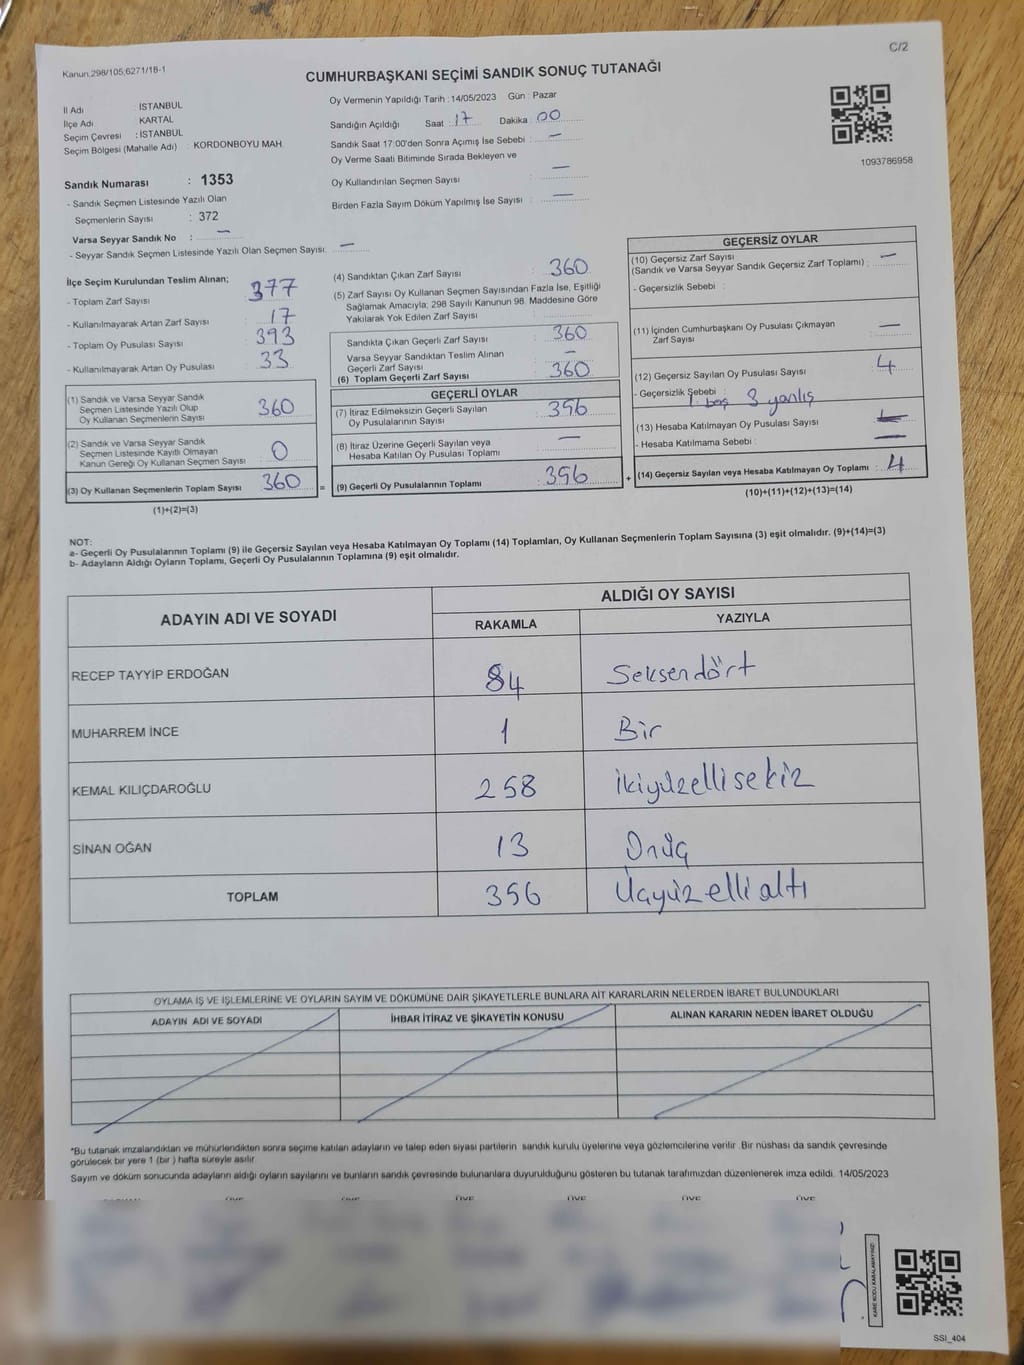 C/2
Kanun.298/105,6271/18-1
CUMHURBAŞKANI SEÇİMİ SANDIK SONUÇ TUTANAĞI
İl Adı : İSTANBUL
İlçe Adı KARTAL
Seçim Çevresi : İSTANBUL
Seçim Bölgesi (Mahalle Adı) : KORDONBOYU MAH.
Sandık Numarası : 1353
- Sandık Seçmen Listesinde Yazılı Olan
Seçmenlerin Sayısı : 372
Varsa Seyyar Sandık No : —
- Seyyar Sandık Seçmen Listesinde Yazılı Olan Seçmen Sayısı: —
Oy Vermenin Yapıldığı Tarih : 14/05/2023 Gün : Pazar
Sandığın Açıldığı Saat : 17 Dakika : 00
Sandık Saat 17:00'den Sonra Açımış İse Sebebi : —
Oy Verme Saati Bitiminde Sırada Bekleyen ve
Oy Kullandırılan Seçmen Sayısı : —
Birden Fazla Sayım Döküm Yapılmış İse Sayısı : —
1093786958
İlçe Seçim Kurulundan Teslim Alınan;
- Toplam Zarf Sayısı : 377
- Kullanılmayarak Artan Zarf Sayısı : 17
- Toplam Oy Pusulası Sayısı : 393
- Kullanılmayarak Artan Oy Pusulası : 33
(1) Sandık ve Varsa Seyyar Sandık
Seçmen Listesinde Yazılı Olup
Oy Kullanan Seçmenlerin Sayısı : 360
(2) Sandık ve Varsa Seyyar Sandık
Seçmen Listesinde Kayıtlı Olmayan
Kanun Gereği Oy Kullanan Seçmen Sayısı : 0
(3) Oy Kullanan Seçmenlerin Toplam Sayısı : 360 =
(1)+(2)=(3)
(4) Sandıktan Çıkan Zarf Sayısı : 360
(5) Zarf Sayısı Oy Kullanan Seçmen Sayısından Fazla İse, Eşitliği
Sağlamak Amacıyla; 298 Sayılı Kanunun 98. Maddesine Göre
Yakılarak Yok Edilen Zarf Sayısı :
Sandıkta Çıkan Geçerli Zarf Sayısı : 360
Varsa Seyyar Sandıktan Teslim Alınan
Geçerli Zarf Sayısı : —
(6) Toplam Geçerli Zarf Sayısı : 360
GEÇERLİ OYLAR
(7) İtiraz Edilmeksizin Geçerli Sayılan
Oy Pusulalarının Sayısı : 356
(8) İtiraz Üzerine Geçerli Sayılan veya
Hesaba Katılan Oy Pusulası Toplamı : —
(9) Geçerli Oy Pusulalarının Toplamı : 356 +
GEÇERSİZ OYLAR
(10) Geçersiz Zarf Sayısı
(Sandık ve Varsa Seyyar Sandık Geçersiz Zarf Toplamı) : —
- Geçersizlik Sebebi :
(11) İçinden Cumhurbaşkanı Oy Pusulası Çıkmayan
Zarf Sayısı : —
(12) Geçersiz Sayılan Oy Pusulası Sayısı : 4
- Geçersizlik Sebebi : 1 boş 3 yanlış
(13) Hesaba Katılmayan Oy Pusulası Sayısı :
- Hesaba Katılmama Sebebi : —
(14) Geçersiz Sayılan veya Hesaba Katılmayan Oy Toplamı : 4
(10)+(11)+(12)+(13)=(14)
NOT:
a- Geçerli Oy Pusulalarının Toplamı (9) ile Geçersiz Sayılan veya Hesaba Katılmayan Oy Toplamı (14) Toplamları, Oy Kullanan Seçmenlerin Toplam Sayısına (3) eşit olmalıdır. (9)+(14)=(3)
b- Adayların Aldığı Oyların Toplamı, Geçerli Oy Pusulalarının Toplamına (9) eşit olmalıdır.
ADAYIN ADI VE SOYADI ALDIĞI OY SAYISI
RAKAMLA YAZIYLA
RECEP TAYYİP ERDOĞAN 84 Seksendört
MUHARREM İNCE 1 Bir
KEMAL KILIÇDAROĞLU 258 ikiyüzellisekiz
SİNAN OĞAN 13 Onüç
TOPLAM 356 Üçyüz elli altı
OYLAMA İŞ VE İŞLEMLERİNE VE OYLARIN SAYIM VE DÖKÜMÜNE DAİR ŞİKAYETLERLE BUNLARA AİT KARARLARIN NELERDEN İBARET BULUNDUKLARI
ADAYIN ADI VE SOYADI İHBAR İTİRAZ VE ŞİKAYETİN KONUSU ALINAN KARARIN NEDEN İBARET OLDUĞU
*Bu tutanak imzalandıktan ve mühürlendikten sonra seçime katılan adayların ve talep eden siyasi partilerin sandık kurulu üyelerine veya gözlemcilerine verilir. Bir nüshası da sandık çevresinde
görülecek bir yere 1 (bir) hafta süreyle asılır.
Sayım ve döküm sonucunda adayların aldığı oyların sayılarını ve bunların sandık çevresinde bulunanlara duyurulduğunu gösteren bu tutanak tarafımızdan düzenlenerek imza edildi. 14/05/2023
ÜYE ÜYE ÜYE ÜYE ÜYE
KARE KODU KARALAMAYINIZ!
SSI_404